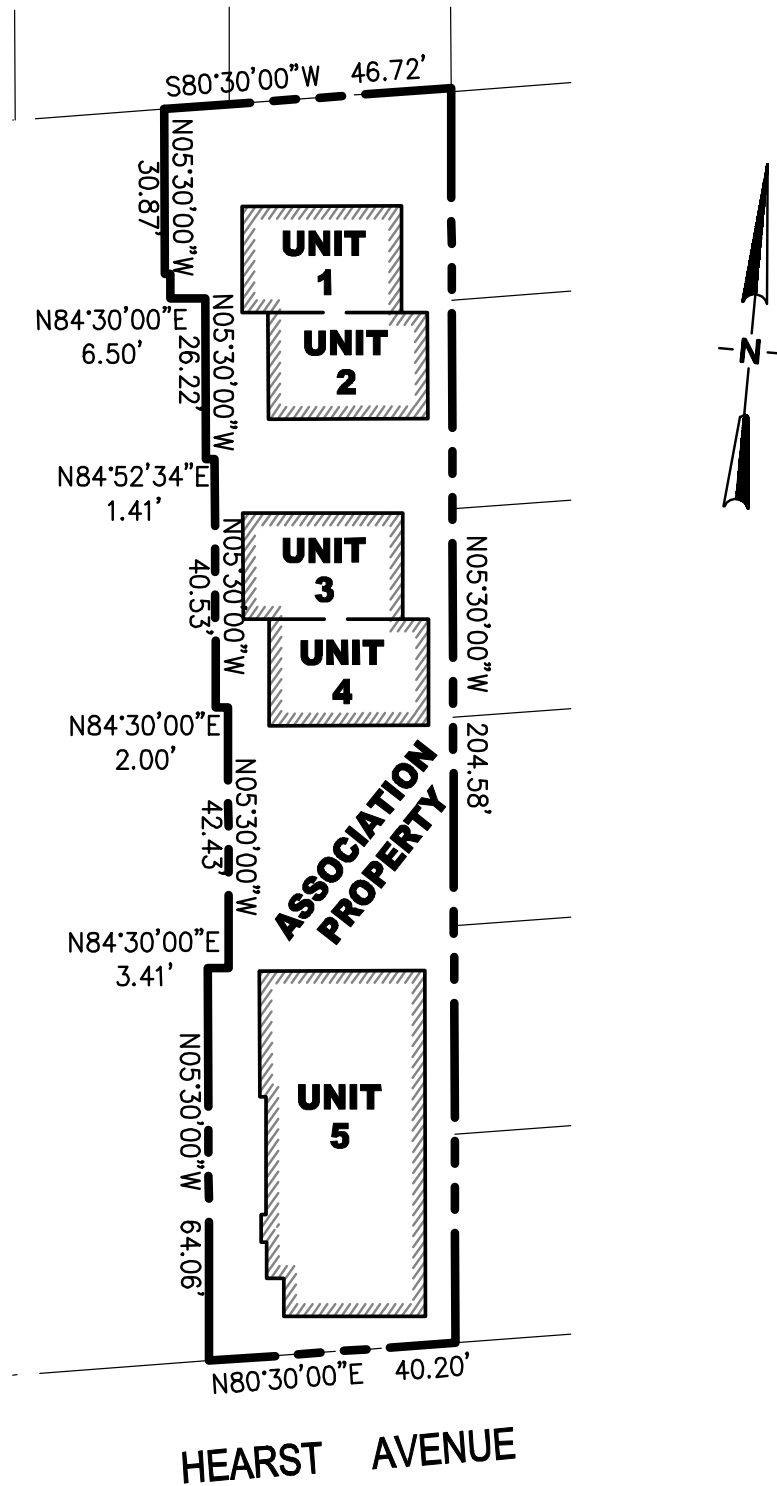 S80°30'00"W 46.72'
N05°30'00"W
30.87'
UNIT
1
N84°30'00"E
6.50'
N05°30'00"W
26.22'
UNIT
2
N
N84°52'34"E
1.41'
N05°30'00"W
40.53'
UNIT
3
N05°30'00"W 204.58'
UNIT
4
N84°30'00"E
2.00'
N05°30'00"W
42.43'
ASSOCIATION
PROPERTY
N84°30'00"E
3.41'
N05°30'00"W 64.06'
UNIT
5
N80°30'00"E 40.20'
HEARST AVENUE